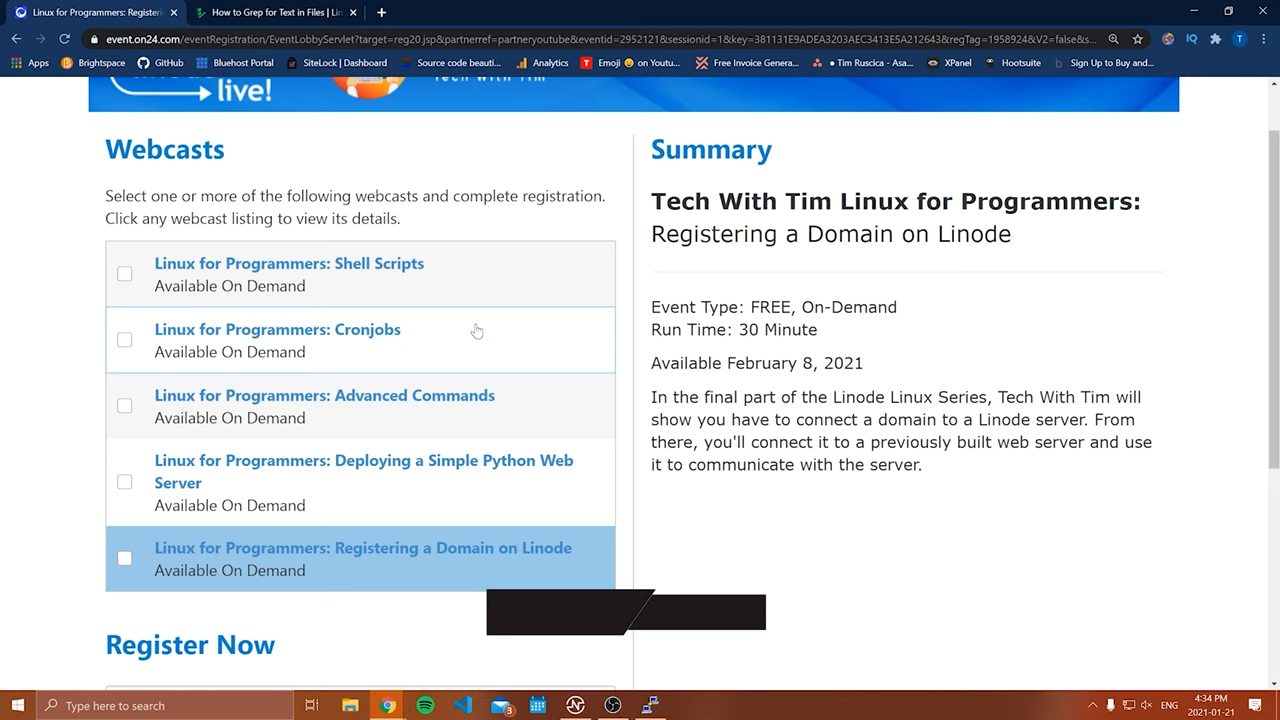 Linux for Programmers: Registeri
How to Grep for Text in Files | Lin
event.on24.com/eventRegistration/EventLobbyServlet?target=reg20.jsp&partnerref=partneryoutube&eventid=2952121&sessionid=1&key=381131E9ADEA3203AEC3413E5A212643&regTag=1958924&V2=false&s...
Apps
Brightspace
GitHub
Bluehost Portal
SiteLock | Dashboard
Source code beauti...
Analytics
Emoji 😀 on Youtu...
Free Invoice Genera...
• Tim Ruscica - Asa...
XPanel
Hootsuite
Sign Up to Buy and...
live!
Webcasts
Select one or more of the following webcasts and complete registration.
Click any webcast listing to view its details.
Linux for Programmers: Shell Scripts
Available On Demand
Linux for Programmers: Cronjobs
Available On Demand
Linux for Programmers: Advanced Commands
Available On Demand
Linux for Programmers: Deploying a Simple Python Web
Server
Available On Demand
Linux for Programmers: Registering a Domain on Linode
Available On Demand
Register Now
Summary
Tech With Tim Linux for Programmers:
Registering a Domain on Linode
Event Type: FREE, On-Demand
Run Time: 30 Minute
Available February 8, 2021
In the final part of the Linode Linux Series, Tech With Tim will
show you have to connect a domain to a Linode server. From
there, you'll connect it to a previously built web server and use
it to communicate with the server.
Type here to search
3
ENG
4:34 PM
2021-01-21